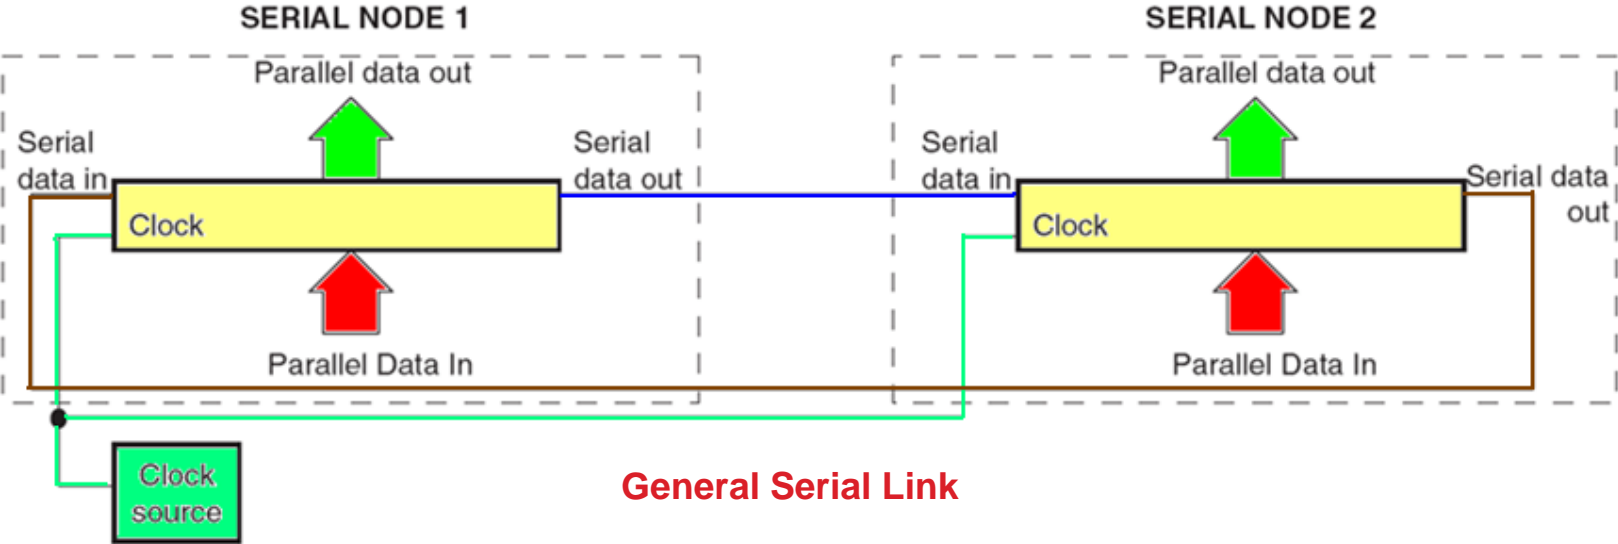 SERIAL NODE 1
SERIAL NODE 2
Parallel data out
Parallel data out
Serial
data in
Serial
data out
Serial
data in
Serial data
out
Clock
Clock
Parallel Data In
Parallel Data In
Clock
source
General Serial Link